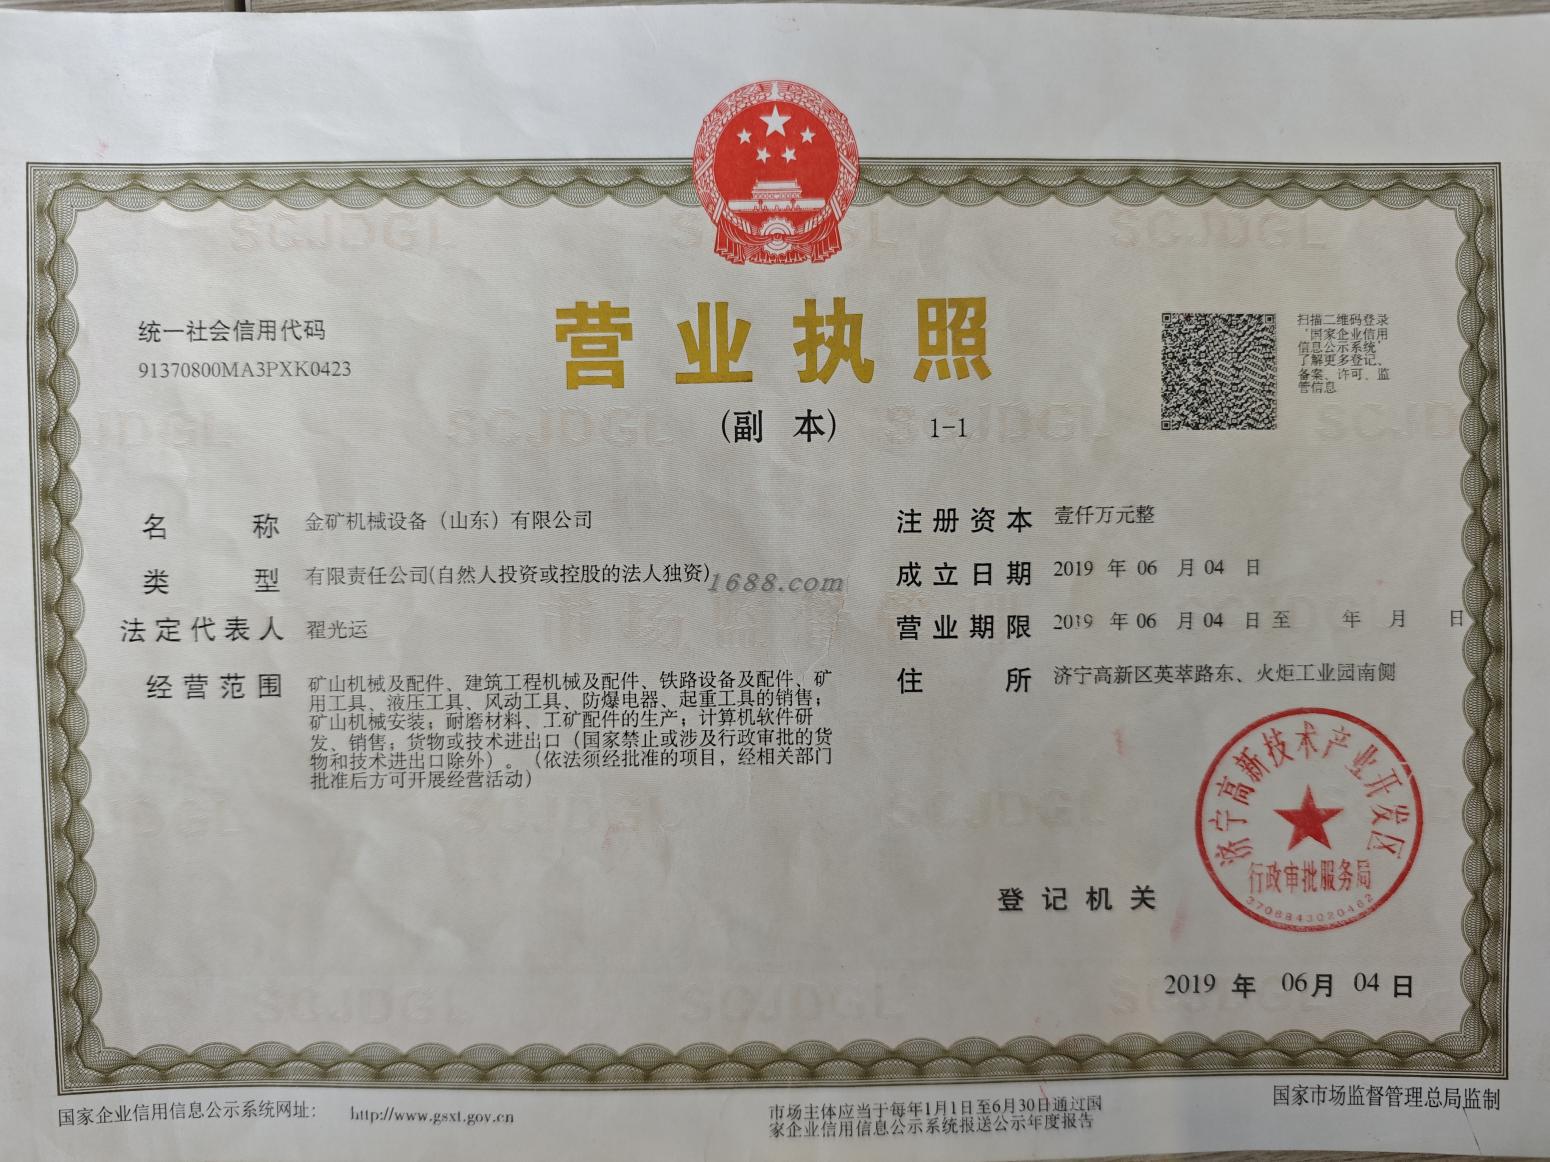 营业执照
(副 本) 1-1
统一社会信用代码
91370800MA3PXK0423
扫描二维码登录
‘国家企业信用
信息公示系统’
了解更多登记、
备案、许可、监
管信息
名 称 金矿机械设备（山东）有限公司
类 型 有限责任公司(自然人投资或控股的法人独资)
法定代表人 翟光运
经营范围 矿山机械及配件、建筑工程机械及配件、铁路设备及配件，矿
用工具、液压工具、风动工具、防爆电器、起重工具的销售；
矿山机械安装；耐磨材料、工矿配件的生产；计算机软件研
发、销售；货物或技术进出口（国家禁止或涉及行政审批的货
物和技术进出口除外）。（依法须经批准的项目，经相关部门
批准后方可开展经营活动）
注册资本 壹仟万元整
成立日期 2019 年 06 月 04 日
营业期限 2019 年 06 月 04 日 至 年 月 日
住 所 济宁高新区英萃路东、火炬工业园南侧
1688.com
SCJDGL
市场监督管理
济宁高新技术产业开发区
行政审批服务局
3708843020462
登记机关
2019 年 06 月 04 日
国家企业信用信息公示系统网址： http://www.gsxt.gov.cn
市场主体应当于每年1月1日至6月30日通过国
家企业信用信息公示系统报送公示年度报告
国家市场监督管理总局监制